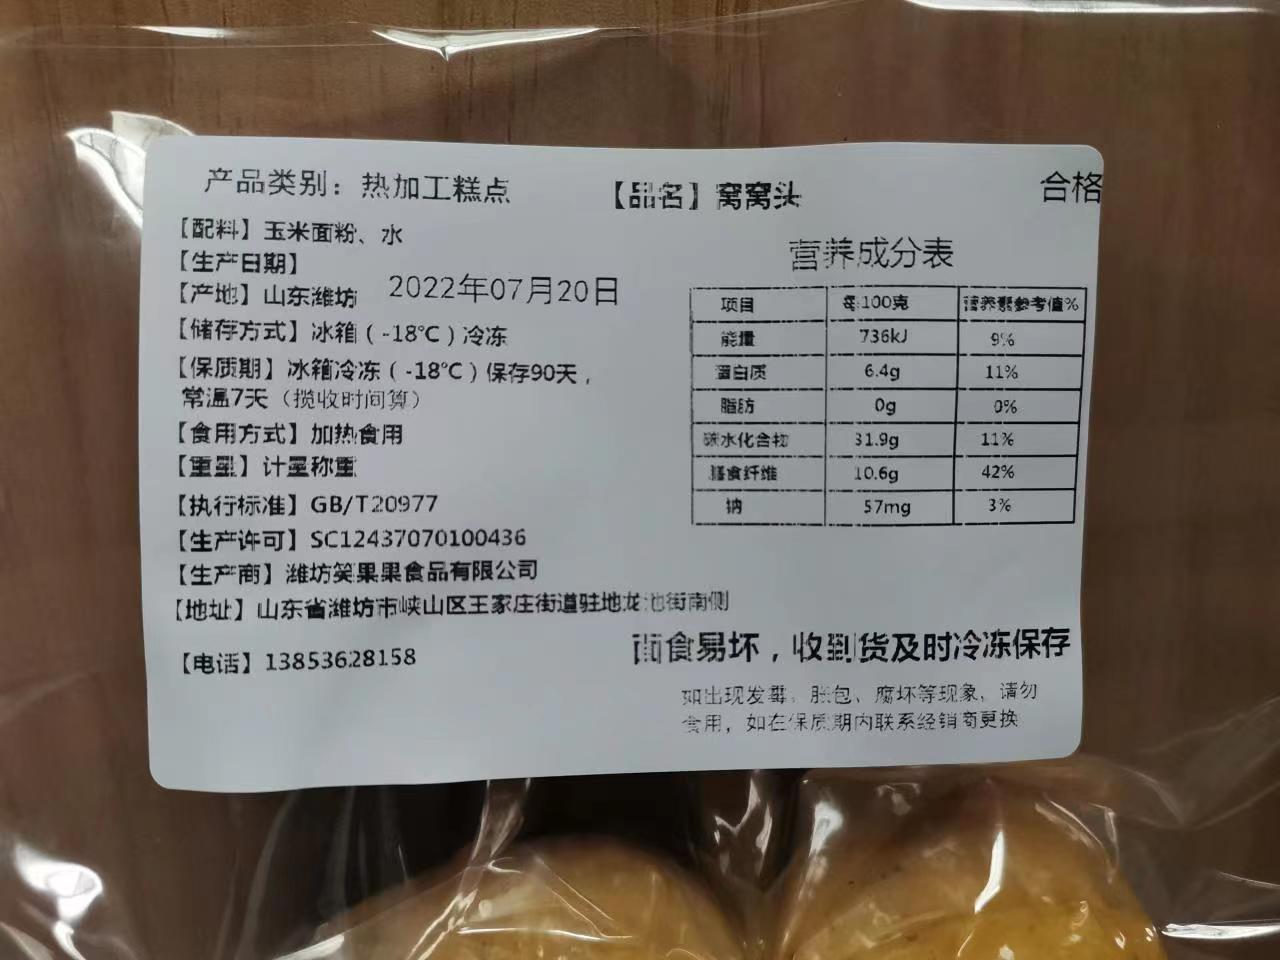 产品类别：热加工糕点
【品名】窝窝头
合格
【配料】玉米面粉、水
【生产日期】
2022年07月20日
【产地】山东潍坊
【储存方式】冰箱（-18℃）冷冻
【保质期】冰箱冷冻（-18℃）保存90天，
常温7天（揽收时间算）
【食用方式】加热食用
【重量】计量称重
【执行标准】GB/T20977
【生产许可】SC12437070100436
【生产商】潍坊笑果果食品有限公司
【地址】山东省潍坊市峡山区王家庄街道驻地龙池街南侧
【电话】13853628158
营养成分表
项目 每100克 营养素参考值%
能量 736kJ 9%
蛋白质 6.4g 11%
脂肪 0g 0%
碳水化合物 31.9g 11%
膳食纤维 10.6g 42%
钠 57mg 3%
面食易坏，收到货及时冷冻保存
如出现发霉、胀包、腐坏等现象，请勿
食用，如在保质期内联系经销商更换